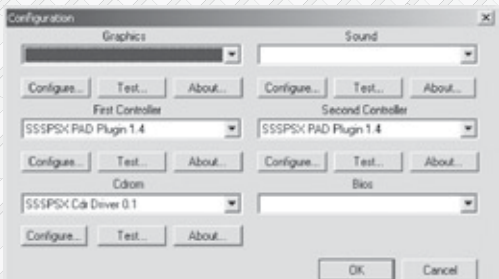 Configuration
Graphics
Sound
Configure... Test... About... Configure... Test... About...
First Controller
Second Controller
SSSPSX PAD Plugin 1.4
SSSPSX PAD Plugin 1.4
Configure... Test... About... Configure... Test... About...
Cdrom
Bios
SSSPSX Cdr Driver 0.1
Configure... Test... About...
OK Cancel